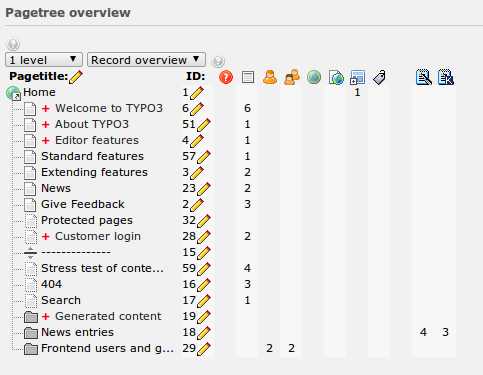 Pagetree overview
1 level Record overview
Pagetitle: ID:
Home 1 1
+ Welcome to TYPO3 6 6
+ About TYPO3 51 1
+ Editor features 4 1
Standard features 57 1
Extending features 3 2
News 23 2
Give Feedback 2 3
Protected pages 32
+ Customer login 28 2
-------------- 15
Stress test of conte... 59 4
404 16 3
Search 17 1
+ Generated content 19
News entries 18 4 3
Frontend users and g... 29 2 2